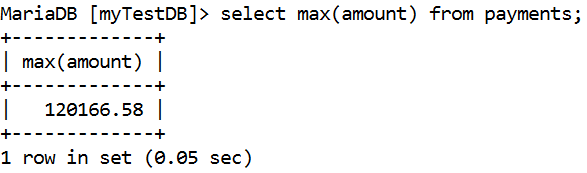 MariaDB [myTestDB]> select max(amount) from payments;
+-------------+
| max(amount) |
+-------------+
|   120166.58 |
+-------------+
1 row in set (0.05 sec)